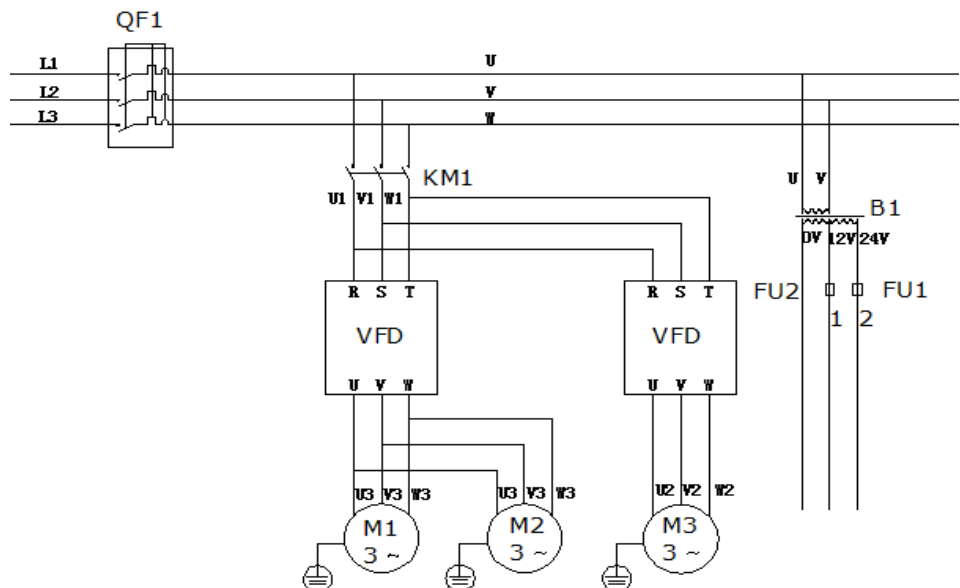 QF1
L1 U
L2 V
L3 W
KM1
U V
U1 V1 W1
B1
0V 12V 24V
R S T R S T
FU2 FU1
1 2
VFD VFD
U V W U V W
U3 V3 W3 U3 V3 W3 U2 V2 W2
M1 M2 M3
3 ~ 3 ~ 3 ~